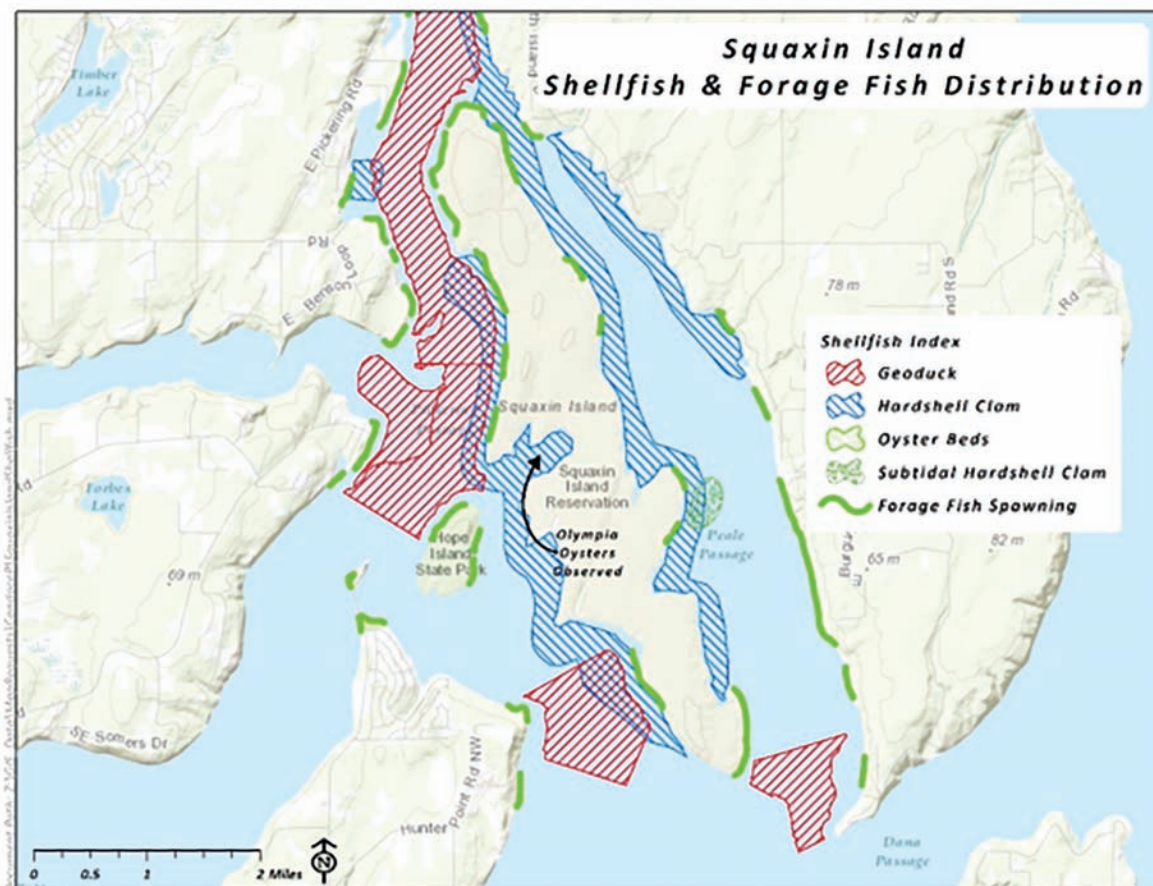 Squaxin Island
Shellfish & Forage Fish Distribution
Timber
Lake
E Pickering Rd
Rd
Loop
E Benson
78 m
Shellfish Index
Geoduck
Hardshell Clam
Oyster Beds
Subtidal Hardshell Clam
Forage Fish Spowning
Squaxin Island
Squaxin
Island
Reservation
Forbes
Lake
Olympia
Oysters
Observed
Peale
Passage
Hope
Island
State Park
69 m
65 m
82 m
SE Somers Dr
Hunter
Point Rd NW
Dana
Passage
0 0.5 1 2 Miles
N